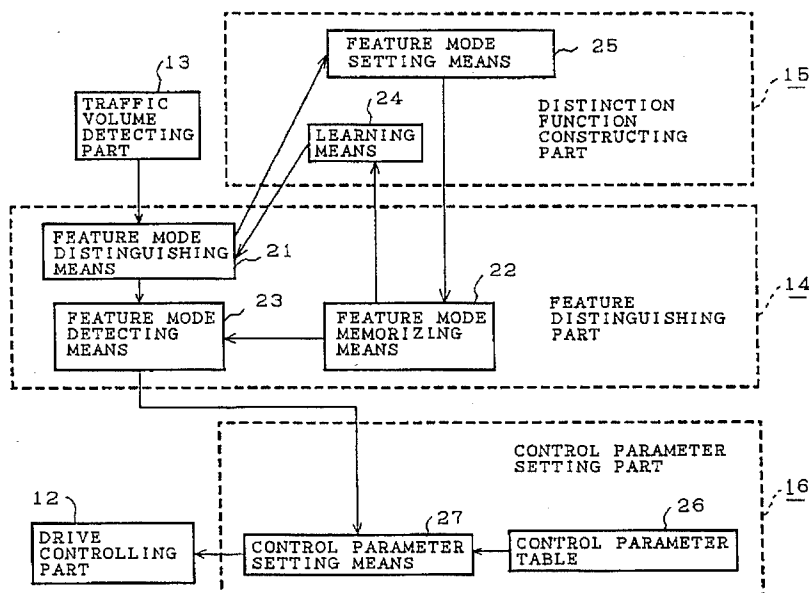 FEATURE MODE
SETTING MEANS
25
13
15
TRAFFIC
VOLUME
DETECTING
PART
24
LEARNING
MEANS
DISTINCTION
FUNCTION
CONSTRUCTING
PART
FEATURE MODE
DISTINGUISHING
MEANS
21
22
14
FEATURE MODE
DETECTING
MEANS
23
FEATURE MODE
MEMORIZING
MEANS
FEATURE
DISTINGUISHING
PART
CONTROL PARAMETER
SETTING PART
16
12
DRIVE
CONTROLLING
PART
27
CONTROL PARAMETER
SETTING MEANS
26
CONTROL PARAMETER
TABLE